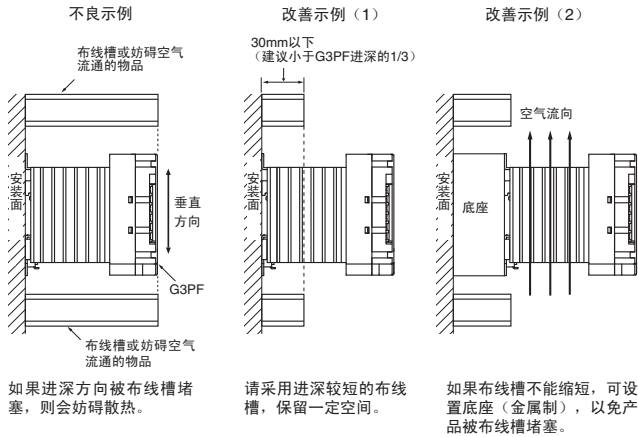 不良示例
布线槽或妨碍空气
流通的物品
安装面
垂直
方向
G3PF
布线槽或妨碍空气
流通的物品
如果进深方向被布线槽堵
塞，则会妨碍散热。
改善示例（1）
30mm以下
（建议小于G3PF进深的1/3）
安装面
请采用进深较短的布线
槽，保留一定空间。
改善示例（2）
空气流向
安装面
底座
如果布线槽不能缩短，可设
置底座（金属制），以免产
品被布线槽堵塞。